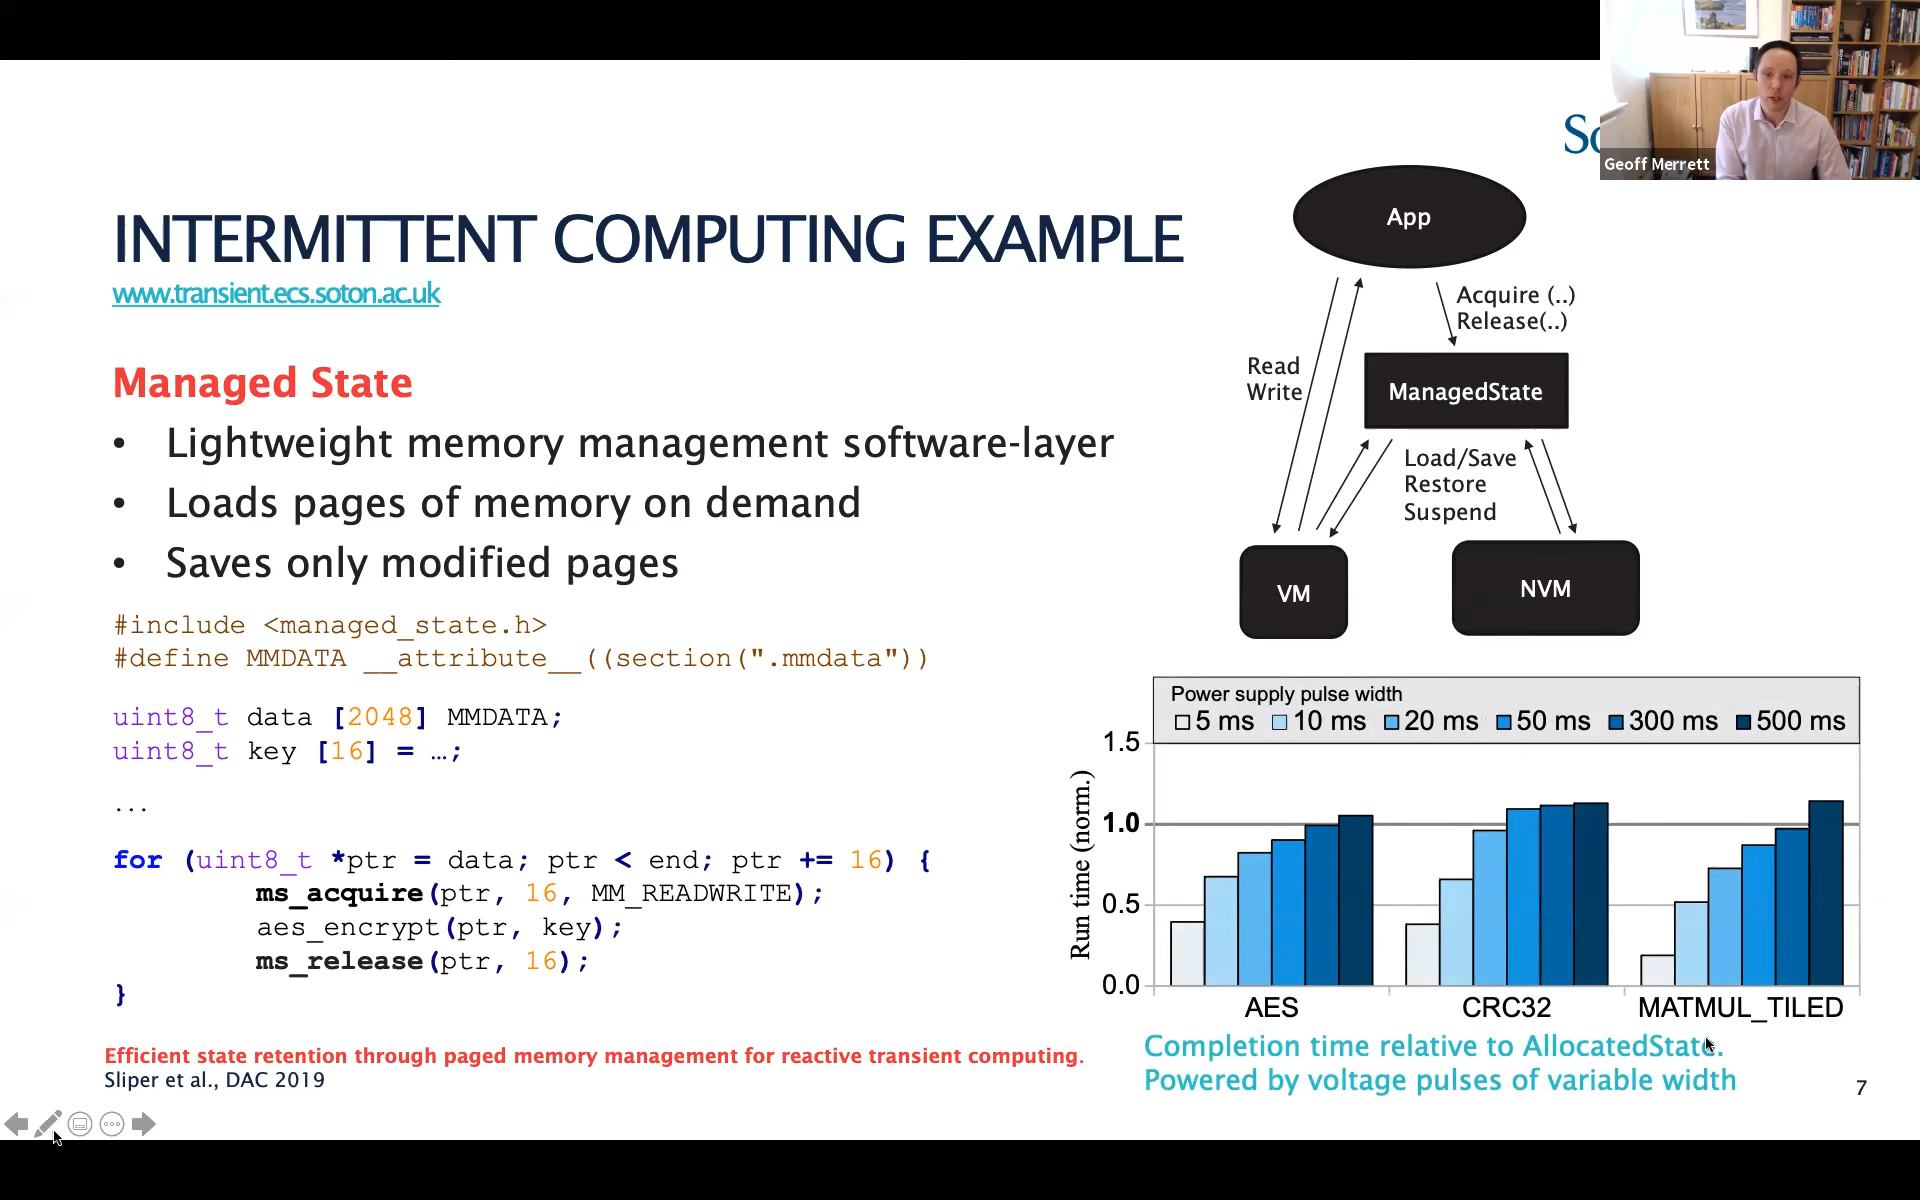 So
Geoff Merrett
INTERMITTENT COMPUTING EXAMPLE
www.transient.ecs.soton.ac.uk
Managed State
• Lightweight memory management software-layer
• Loads pages of memory on demand
• Saves only modified pages
#include <managed_state.h>
#define MMDATA __attribute__((section(".mmdata"))
uint8_t data [2048] MMDATA;
uint8_t key [16] = …;
...
for (uint8_t *ptr = data; ptr < end; ptr += 16) {
ms_acquire(ptr, 16, MM_READWRITE);
aes_encrypt(ptr, key);
ms_release(ptr, 16);
}
Efficient state retention through paged memory management for reactive transient computing.
Sliper et al., DAC 2019
App
Acquire (..)
Release(..)
Read
Write
ManagedState
Load/Save
Restore
Suspend
VM
NVM
Power supply pulse width
5 ms 10 ms 20 ms 50 ms 300 ms 500 ms
Run time (norm.)
1.5
1.0
0.5
0.0
AES CRC32 MATMUL_TILED
Completion time relative to AllocatedState.
Powered by voltage pulses of variable width
7